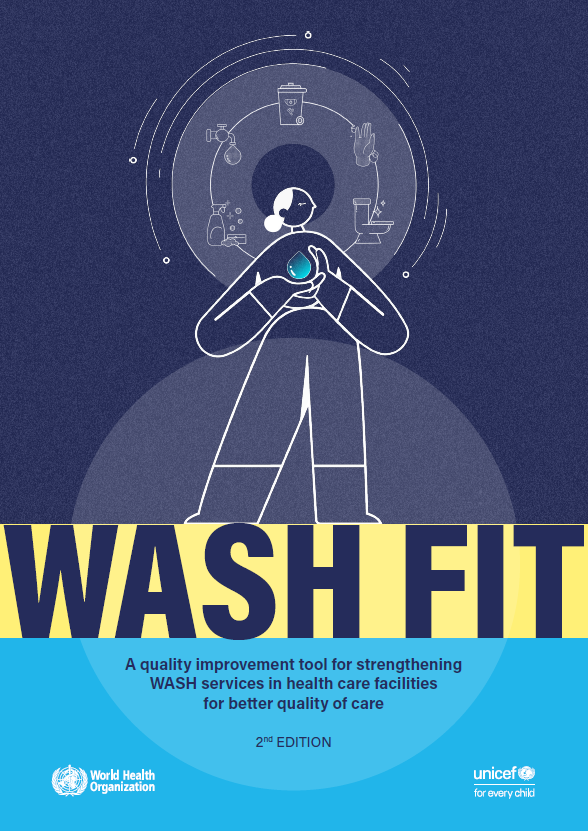 WASH FIT
A quality improvement tool for strengthening
WASH services in health care facilities
for better quality of care
2nd EDITION
World Health
Organization
unicef
for every child